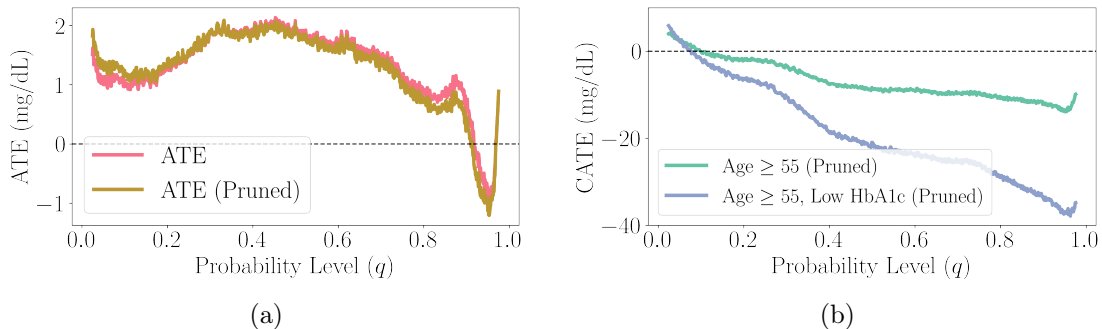 2
1
0
−1
ATE (mg/dL)
ATE
ATE (Pruned)
0.0 0.2 0.4 0.6 0.8 1.0
Probability Level (q)
(a)
0
−20
−40
CATE (mg/dL)
Age ≥ 55 (Pruned)
Age ≥ 55, Low HbA1c (Pruned)
0.0 0.2 0.4 0.6 0.8 1.0
Probability Level (q)
(b)